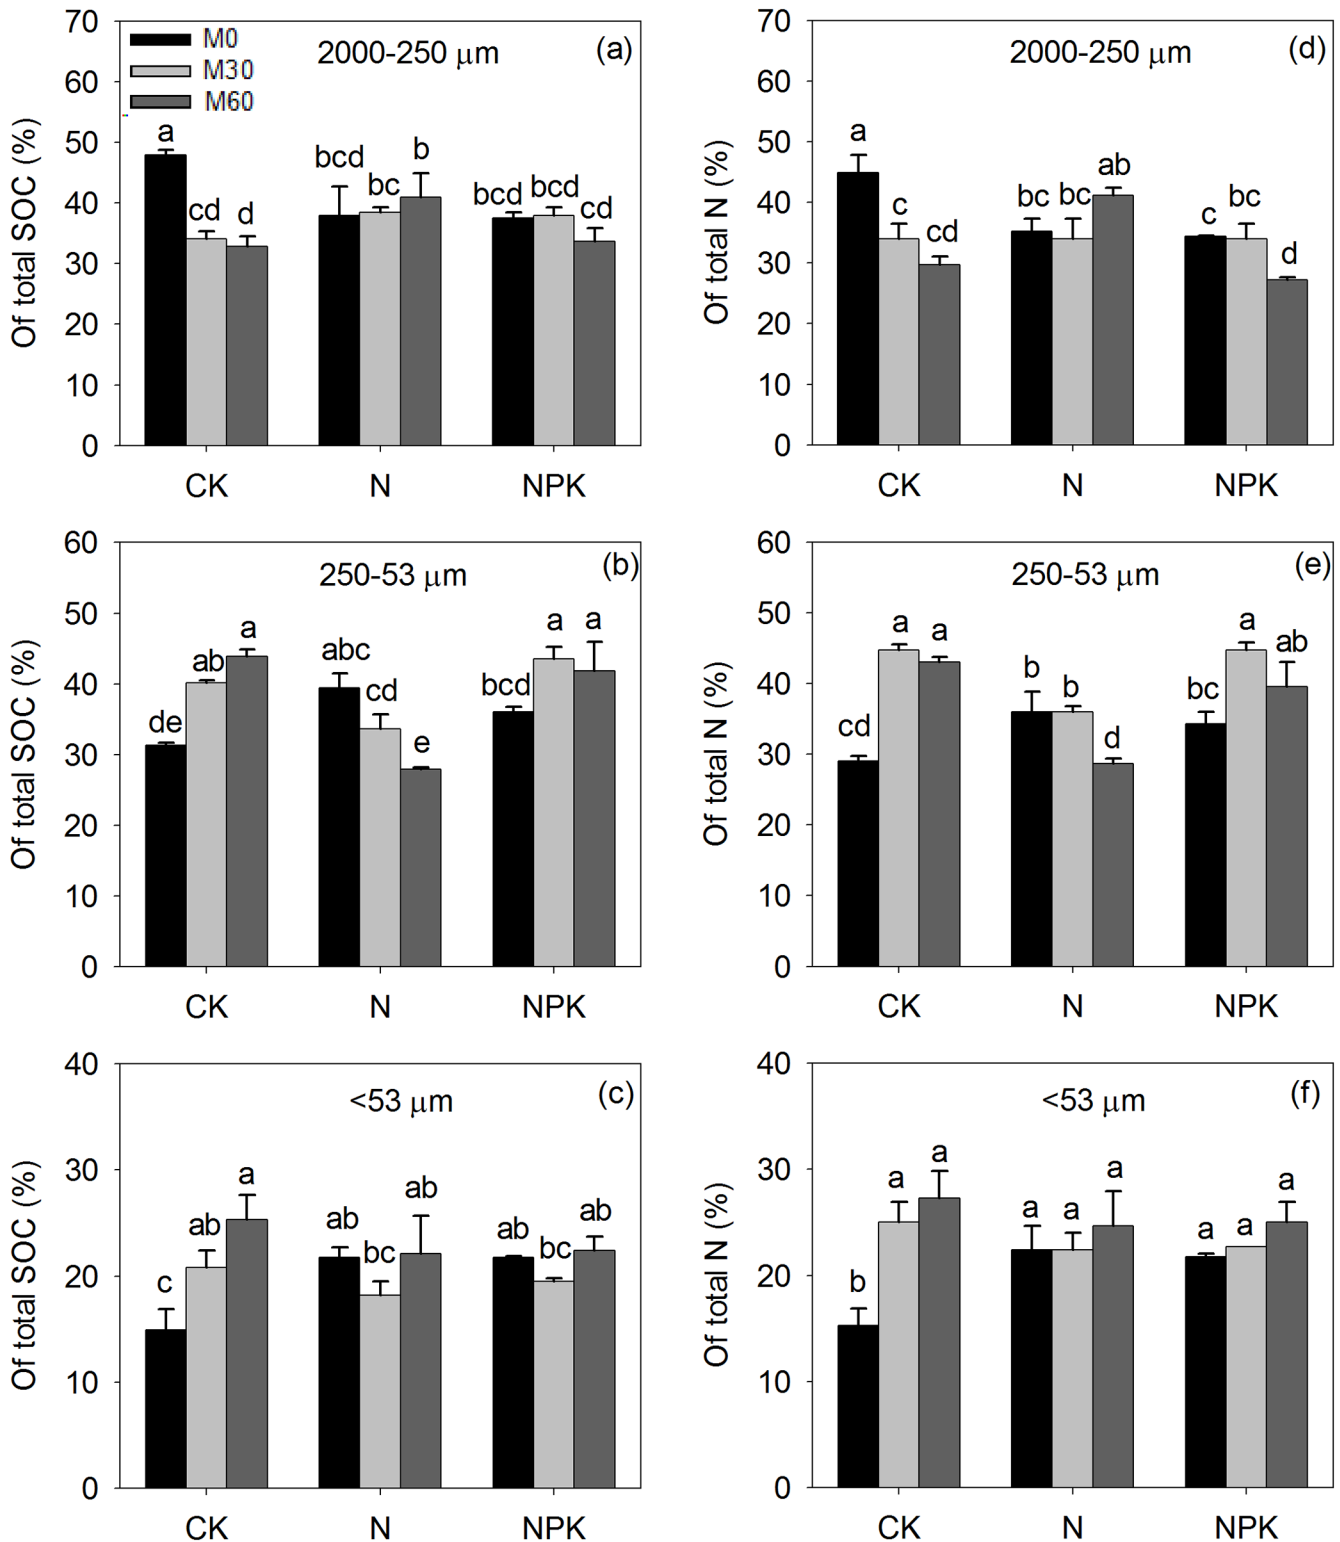 70
60
50
40
30
20
10
0
Of total SOC (%)
M0
M30
M60
2000-250 μm
(a)
a
cd
d
bcd
bc
b
bcd
bcd
cd
CK N NPK
70
60
50
40
30
20
10
0
Of total N (%)
2000-250 μm
(d)
a
c
cd
bc
bc
ab
c
bc
d
CK N NPK
60
50
40
30
20
10
0
Of total SOC (%)
250-53 μm
(b)
de
ab
a
abc
cd
e
bcd
a
a
CK N NPK
60
50
40
30
20
10
0
Of total N (%)
250-53 μm
(e)
cd
a
a
b
b
d
bc
a
ab
CK N NPK
40
30
20
10
0
Of total SOC (%)
<53 μm
(c)
c
ab
a
ab
bc
ab
ab
bc
ab
CK N NPK
40
30
20
10
0
Of total N (%)
<53 μm
(f)
b
a
a
a
a
a
a
a
a
CK N NPK